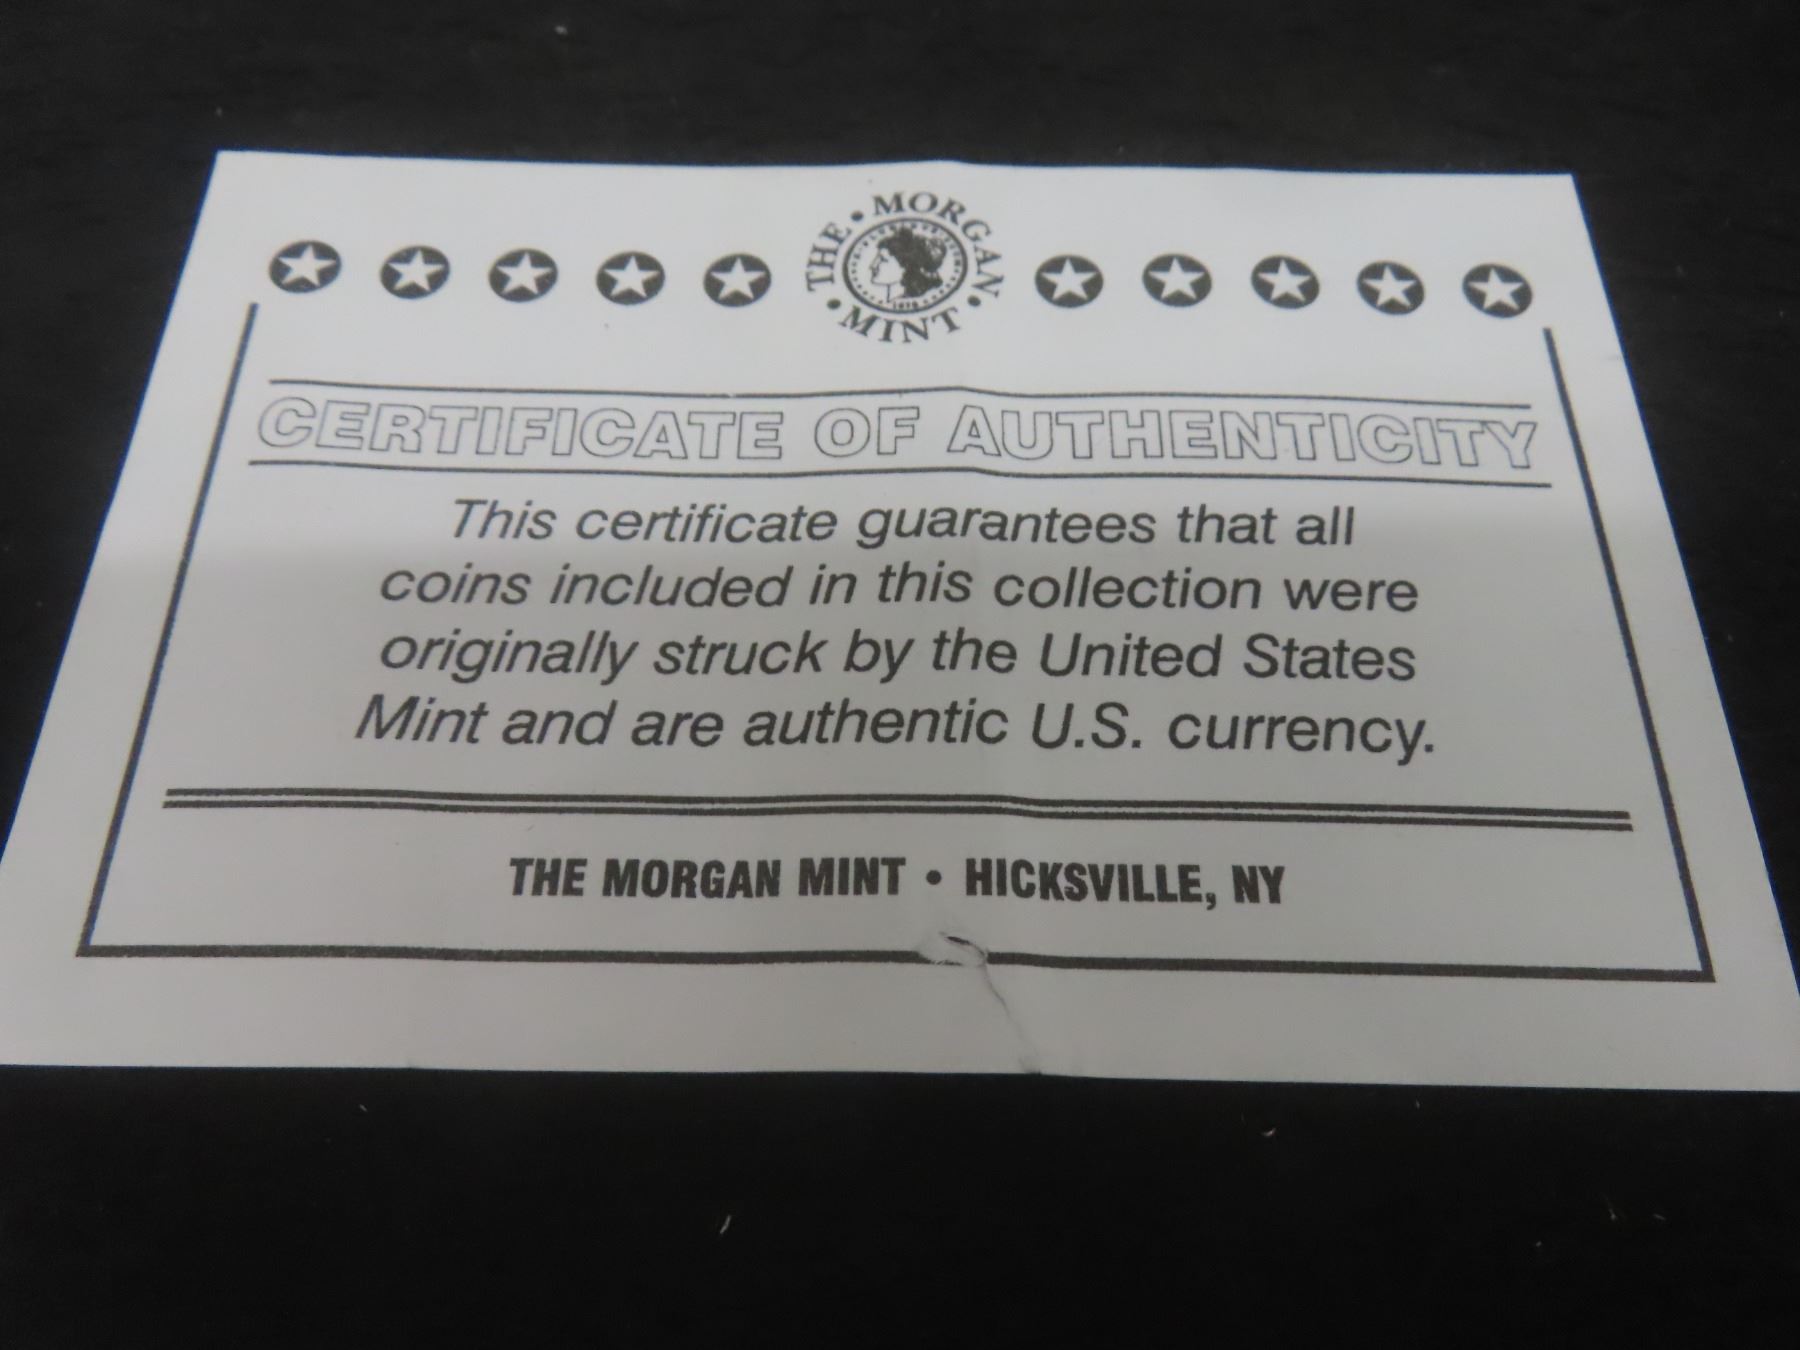 THE • MORGAN • MINT •
CERTIFICATE OF AUTHENTICITY
This certificate guarantees that all
coins included in this collection were
originally struck by the United States
Mint and are authentic U.S. currency.
THE MORGAN MINT • HICKSVILLE, NY